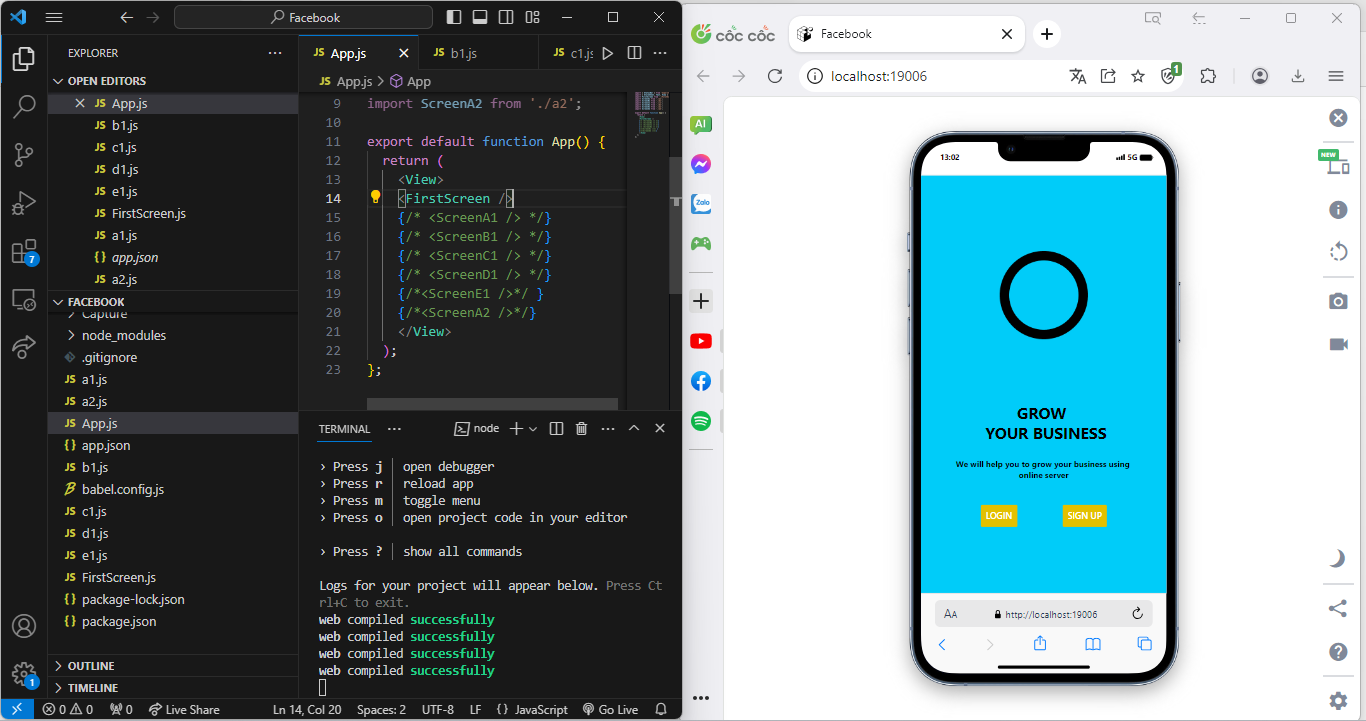 Facebook
EXPLORER
OPEN EDITORS
JS App.js
JS b1.js
JS c1.js
JS d1.js
JS e1.js
JS FirstScreen.js
JS a1.js
{} app.json
JS a2.js
FACEBOOK
Capture
node_modules
.gitignore
JS a1.js
JS a2.js
JS App.js
{} app.json
JS b1.js
babel.config.js
JS c1.js
JS d1.js
JS e1.js
JS FirstScreen.js
{} package-lock.json
{} package.json
OUTLINE
TIMELINE
7
1
JS App.js
JS b1.js
JS c1.js
JS App.js > App
9 import ScreenA2 from './a2';
10
11 export default function App() {
12 return (
13 <View>
14 <FirstScreen />
15 {/* <ScreenA1 /> */}
16 {/* <ScreenB1 /> */}
17 {/* <ScreenC1 /> */}
18 {/* <ScreenD1 /> */}
19 {/*<ScreenE1 />*/ }
20 {/*<ScreenA2 />*/}
21 </View>
22 );
23 };
TERMINAL
node
› Press j │ open debugger
› Press r │ reload app
› Press m │ toggle menu
› Press o │ open project code in your editor
› Press ? │ show all commands
Logs for your project will appear below. Press Ct
rl+C to exit.
web compiled successfully
web compiled successfully
web compiled successfully
web compiled successfully
0 0 0 Live Share Ln 14, Col 20 Spaces: 2 UTF-8 LF {} JavaScript Go Live
cốc cốc
Facebook
localhost:19006
1
AI
Zalo
NEW
13:02
5G
GROW
YOUR BUSINESS
We will help you to grow your business using
online server
LOGIN
SIGN UP
AA
http://localhost:19006